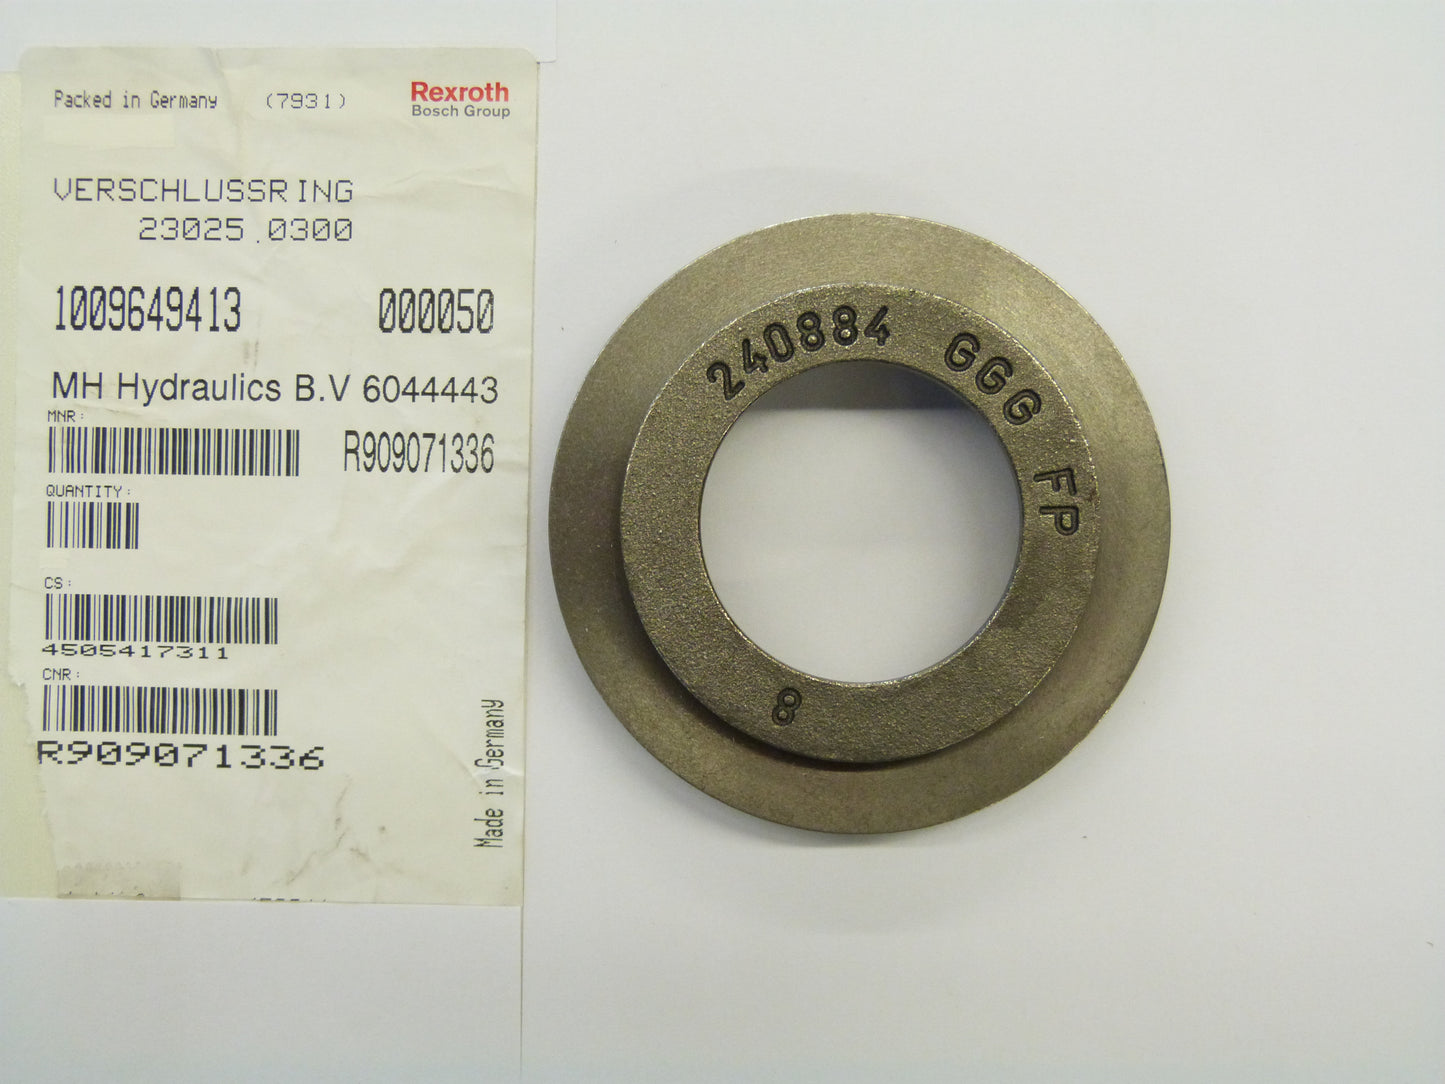 Packed in Germany (7931)
Rexroth
Bosch Group
VERSCHLUSSRING
23025.0300
1009649413 000050
MH Hydraulics B.V 6044443
MNR:
R909071336
QUANTITY:
CS:
4505417311
CNR:
R909071336
Made in Germany
240884 GGG FP
8